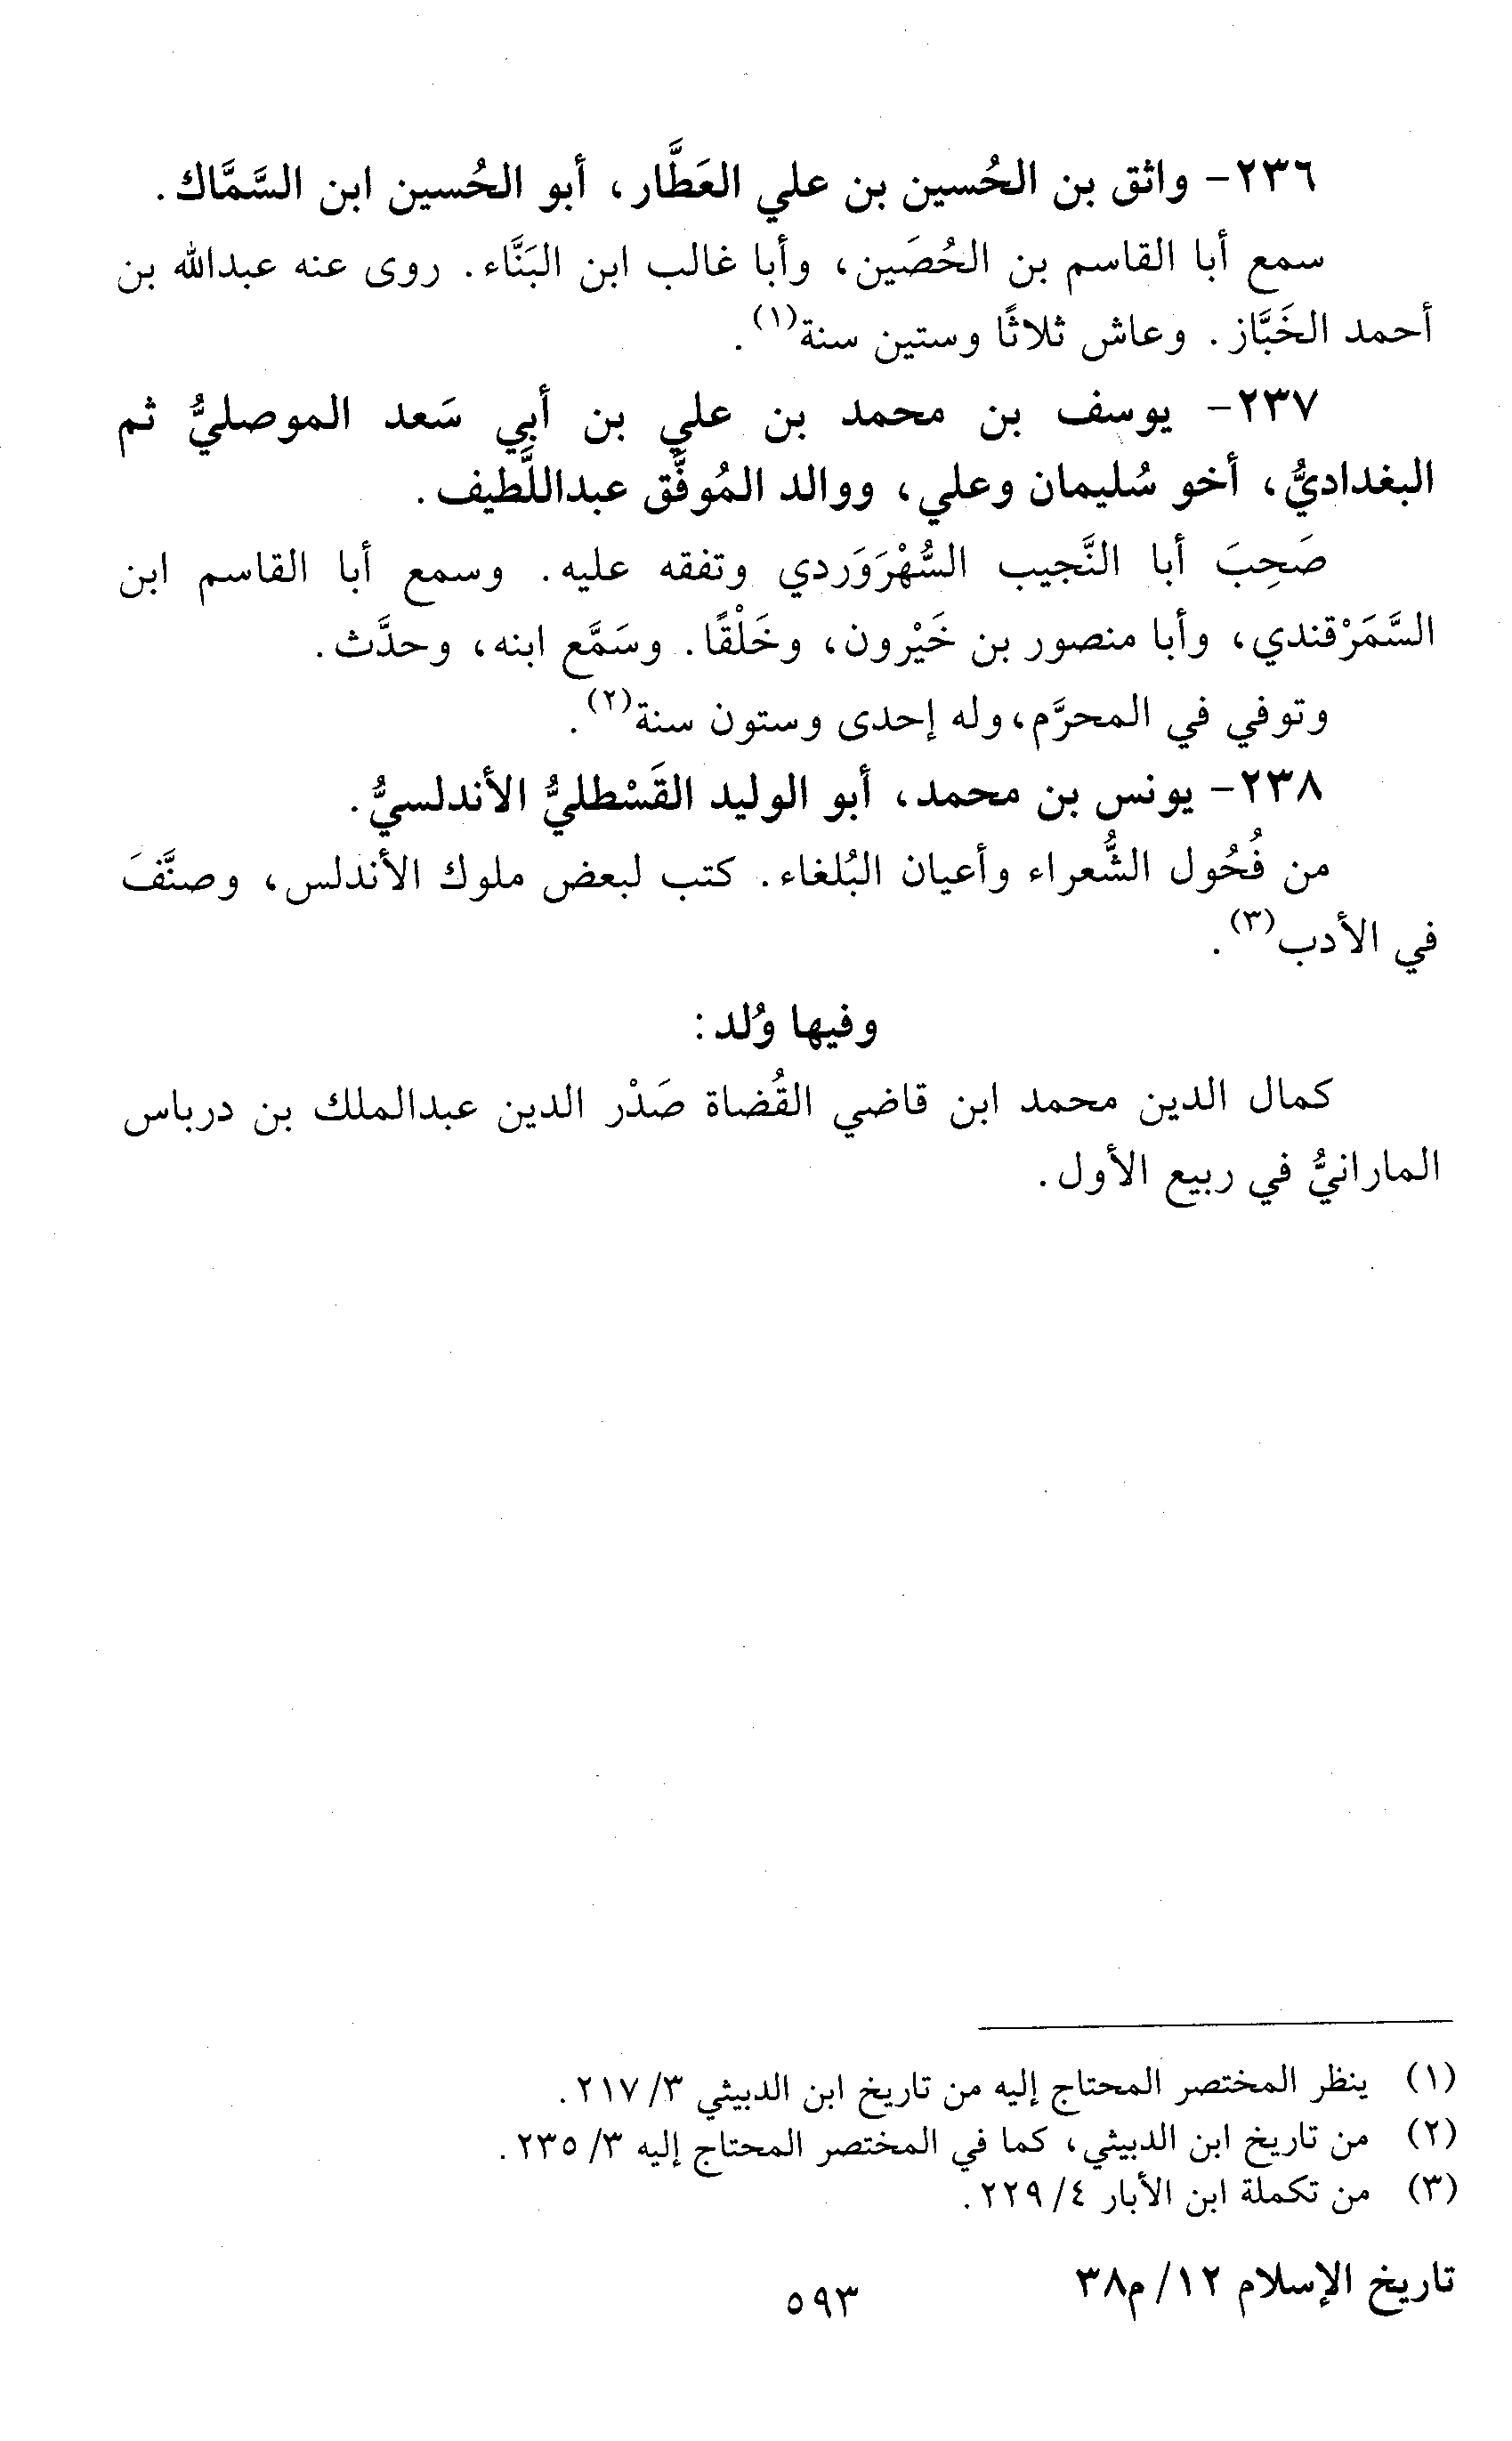 ٢٣٦- واثق بن الحُسين بن علي العَطَّار، أبو الحُسين ابن السَّمَّاك.
سمع أبا القاسم بن الحُصَين، وأبا غالب ابن البَنَّاء. روى عنه عبدالله بن
أحمد الخَبَّاز. وعاش ثلاثًا وستين سنة(١).
٢٣٧- يوسف بن محمد بن علي بن أبي سَعد الموصليُّ ثم
البغداديُّ، أخو سُليمان وعلي، ووالد المُوفَّق عبداللَّطيف.
صَحِبَ أبا النَّجيب السُّهْرَوَردي وتفقه عليه. وسمع أبا القاسم ابن
السَّمَرْقندي، وأبا منصور بن خَيْرون، وخَلْقًا. وسَمَّع ابنه، وحدَّث.
وتوفي في المحرَّم، وله إحدى وستون سنة(٢).
٢٣٨- يونس بن محمد، أبو الوليد القَسْطليُّ الأندلسيُّ.
من فُحُول الشُّعراء وأعيان البُلغاء. كتب لبعض ملوك الأندلس، وصنَّفَ
في الأدب(٣).
وفيها وُلد:
كمال الدين محمد ابن قاضي القُضاة صَدْر الدين عبدالملك بن درباس
المارانيُّ في ربيع الأول.
(١) ينظر المختصر المحتاج إليه من تاريخ ابن الدبيثي ٣/ ٢١٧.
(٢) من تاريخ ابن الدبيثي، كما في المختصر المحتاج إليه ٣/ ٢٣٥.
(٣) من تكملة ابن الأبار ٤/ ٢٢٩.
تاريخ الإسلام ١٢/ م٣٨
٥٩٣